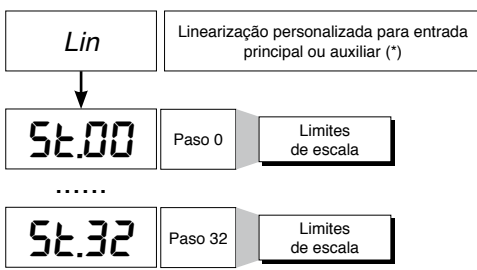 Lin
Linearização personalizada para entrada
principal ou auxiliar (*)
St.00
Paso 0
Limites
de escala
......
St.32
Paso 32
Limites
de escala